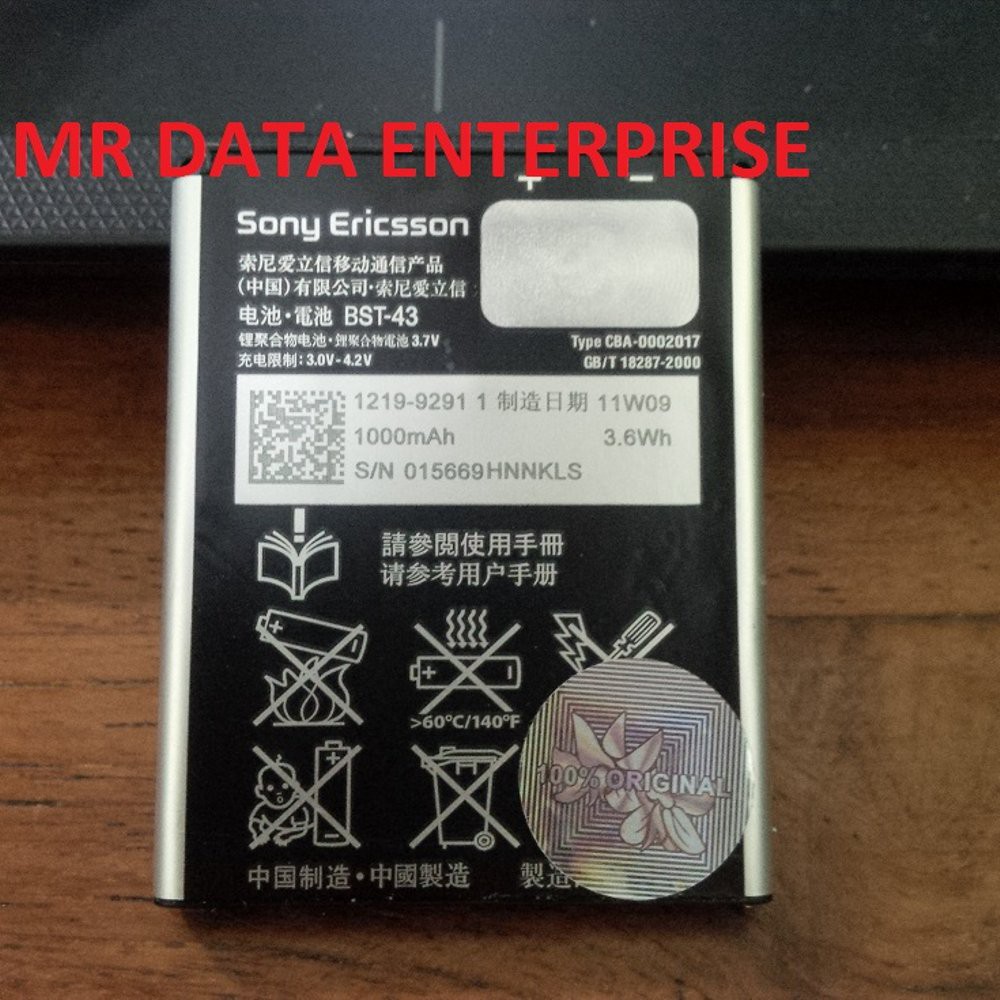 MR DATA ENTERPRISE
+ −
Sony Ericsson
索尼爱立信移动通信产品
(中国)有限公司·索尼爱立信
电池·電池 BST-43
锂聚合物电池·鋰聚合物電池 3.7V
充电限制: 3.0V-4.2V
Type CBA-0002017
GB/T 18287-2000
1219-9291 1 制造日期 11W09
1000mAh 3.6Wh
S/N 015669HNNKLS
請參閱使用手冊
请参考用户手册
>60°C/140°F
100% ORIGINAL
中国制造·中國製造 製造